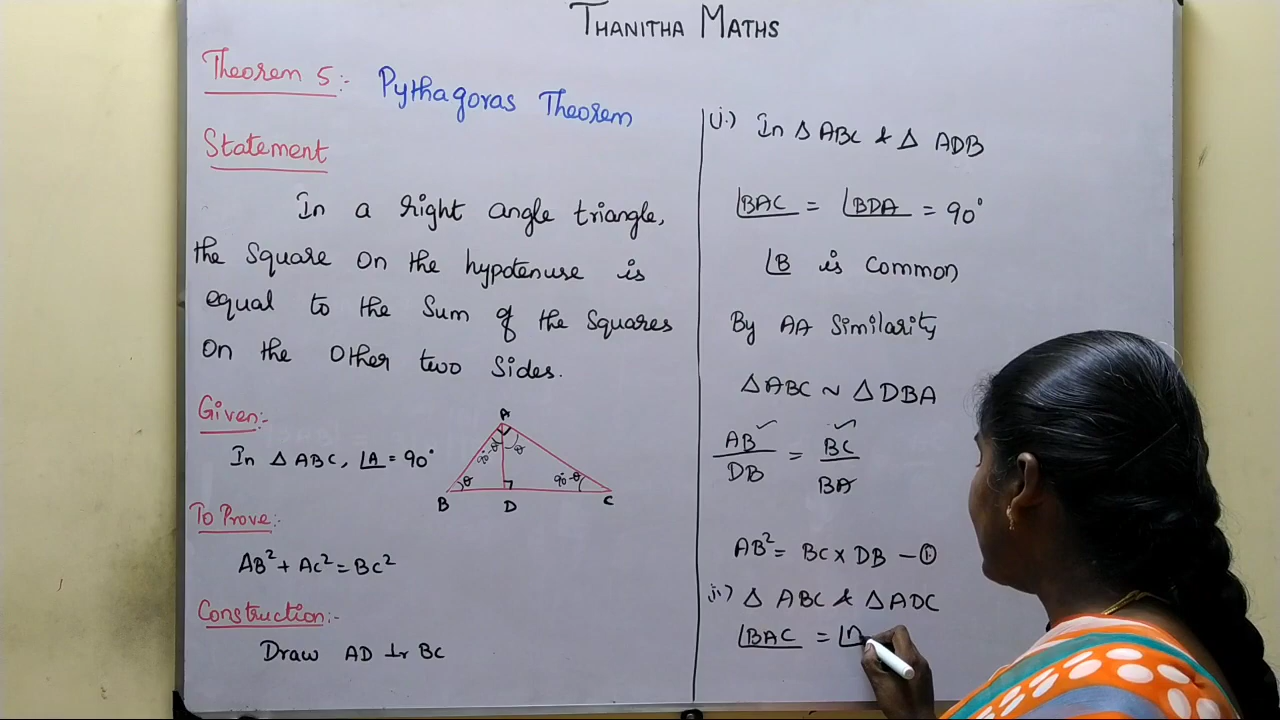 THANITHA MATHS
Theorem 5:-
Pythagoras Theorem
Statement
In a right angle triangle,
the square on the hypotenuse is
equal to the sum of the squares
on the other two sides.
Given:-
In △ ABC, ∠A = 90°
To Prove:-
AB² + AC² = BC²
Construction:-
Draw AD ⊥r BC
A
90°-θ θ
θ 90°-θ
B D C
i.) In △ ABC & △ ADB
∠BAC = ∠BDA = 90°
∠B is common
By AA Similarity
△ABC ~ △DBA
AB/DB = BC/BA
AB² = BC × DB — ①
ii.) △ ABC & △ADC
∠BAC = ∠